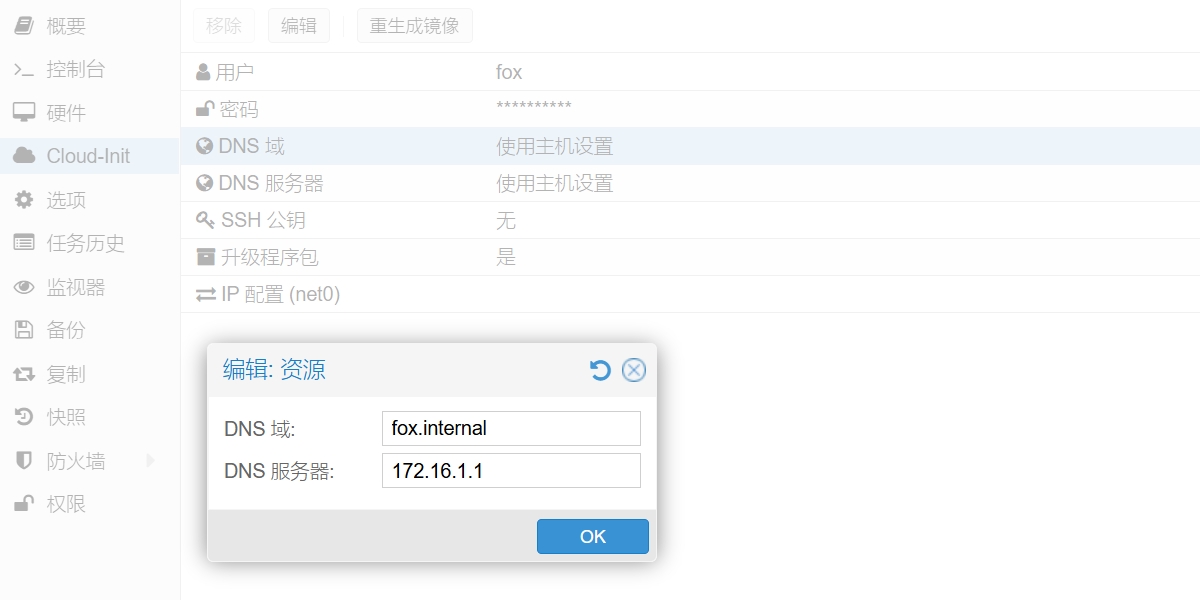 概要
控制台
硬件
Cloud-Init
选项
任务历史
监视器
备份
复制
快照
防火墙
权限
移除 编辑 重生成镜像
用户 fox
密码 **********
DNS 域 使用主机设置
DNS 服务器 使用主机设置
SSH 公钥 无
升级程序包 是
IP 配置 (net0)
编辑: 资源
DNS 域: fox.internal
DNS 服务器: 172.16.1.1
OK